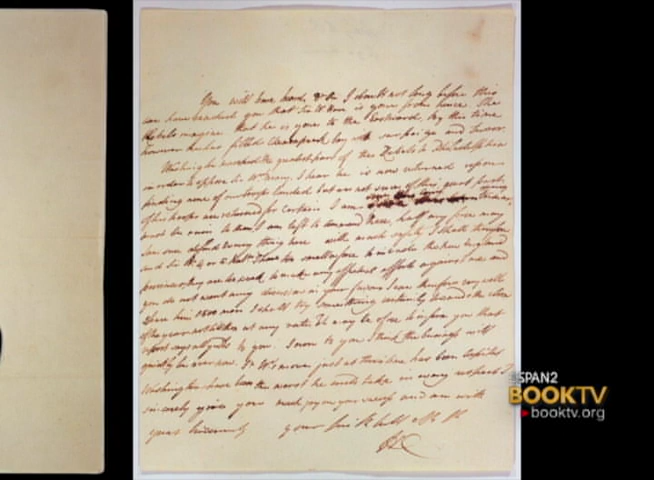 You will have heard, Dr Sir I doubt not long before this
can have reached you that Sir W. Howe is gone from hence. The
Rebels imagine that he is gone to the Eastward. By this time
however he has filled Chesapeak bay with surprize and terror.
Washington marched the greater part of the Rebels to Philadelphia
in order to oppose Sir Wm's army. I hear he is now returned upon
finding none of our troops landed but am not sure of this, great part
of his troops are returned for certain. I am
must be ruin to them. I am left to command here, half my force may
I am sure defend every thing here with much safety. I shall therefore
send Sir W. 4 or 5 Batns. I have too small a force to invade the New England
provinces; they are too weak to make any effectual efforts against me and
you do not want any diversion in your favour. I can therefore very well
spare him 1500 men. I shall try something certainly towards the close
of the year not till then at any rate. It may be of use to inform you that
report says all yields to you. I own to you I think the business will
quickly be over now. Sr. W's move just at this time has been capital.
Washingtons have been the worst he could take in every respect. I
sincerely give you much joy on your success and am with
great Sincerity your
HC
SPAN2
BOOKTV
booktv.org